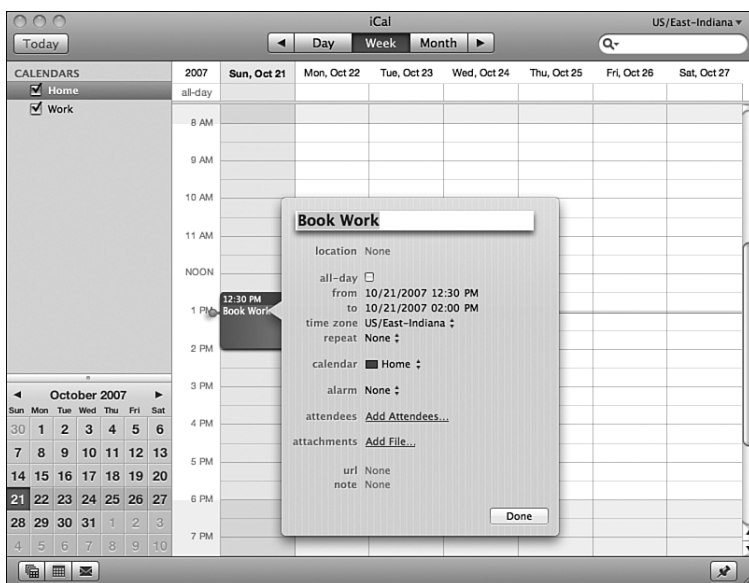 iCal
US/East-Indiana
Today
Day Week Month
CALENDARS
Home
Work
2007 Sun, Oct 21 Mon, Oct 22 Tue, Oct 23 Wed, Oct 24 Thu, Oct 25 Fri, Oct 26 Sat, Oct 27
all-day
8 AM
9 AM
10 AM
11 AM
NOON
1 PM
2 PM
3 PM
4 PM
5 PM
6 PM
7 PM
12:30 PM
Book Work
Book Work
location None
all-day
from 10/21/2007 12:30 PM
to 10/21/2007 02:00 PM
time zone US/East-Indiana
repeat None
calendar Home
alarm None
attendees Add Attendees...
attachments Add File...
url None
note None
Done
October 2007
Sun Mon Tue Wed Thu Fri Sat
30 1 2 3 4 5 6
7 8 9 10 11 12 13
14 15 16 17 18 19 20
21 22 23 24 25 26 27
28 29 30 31 1 2 3
4 5 6 7 8 9 10